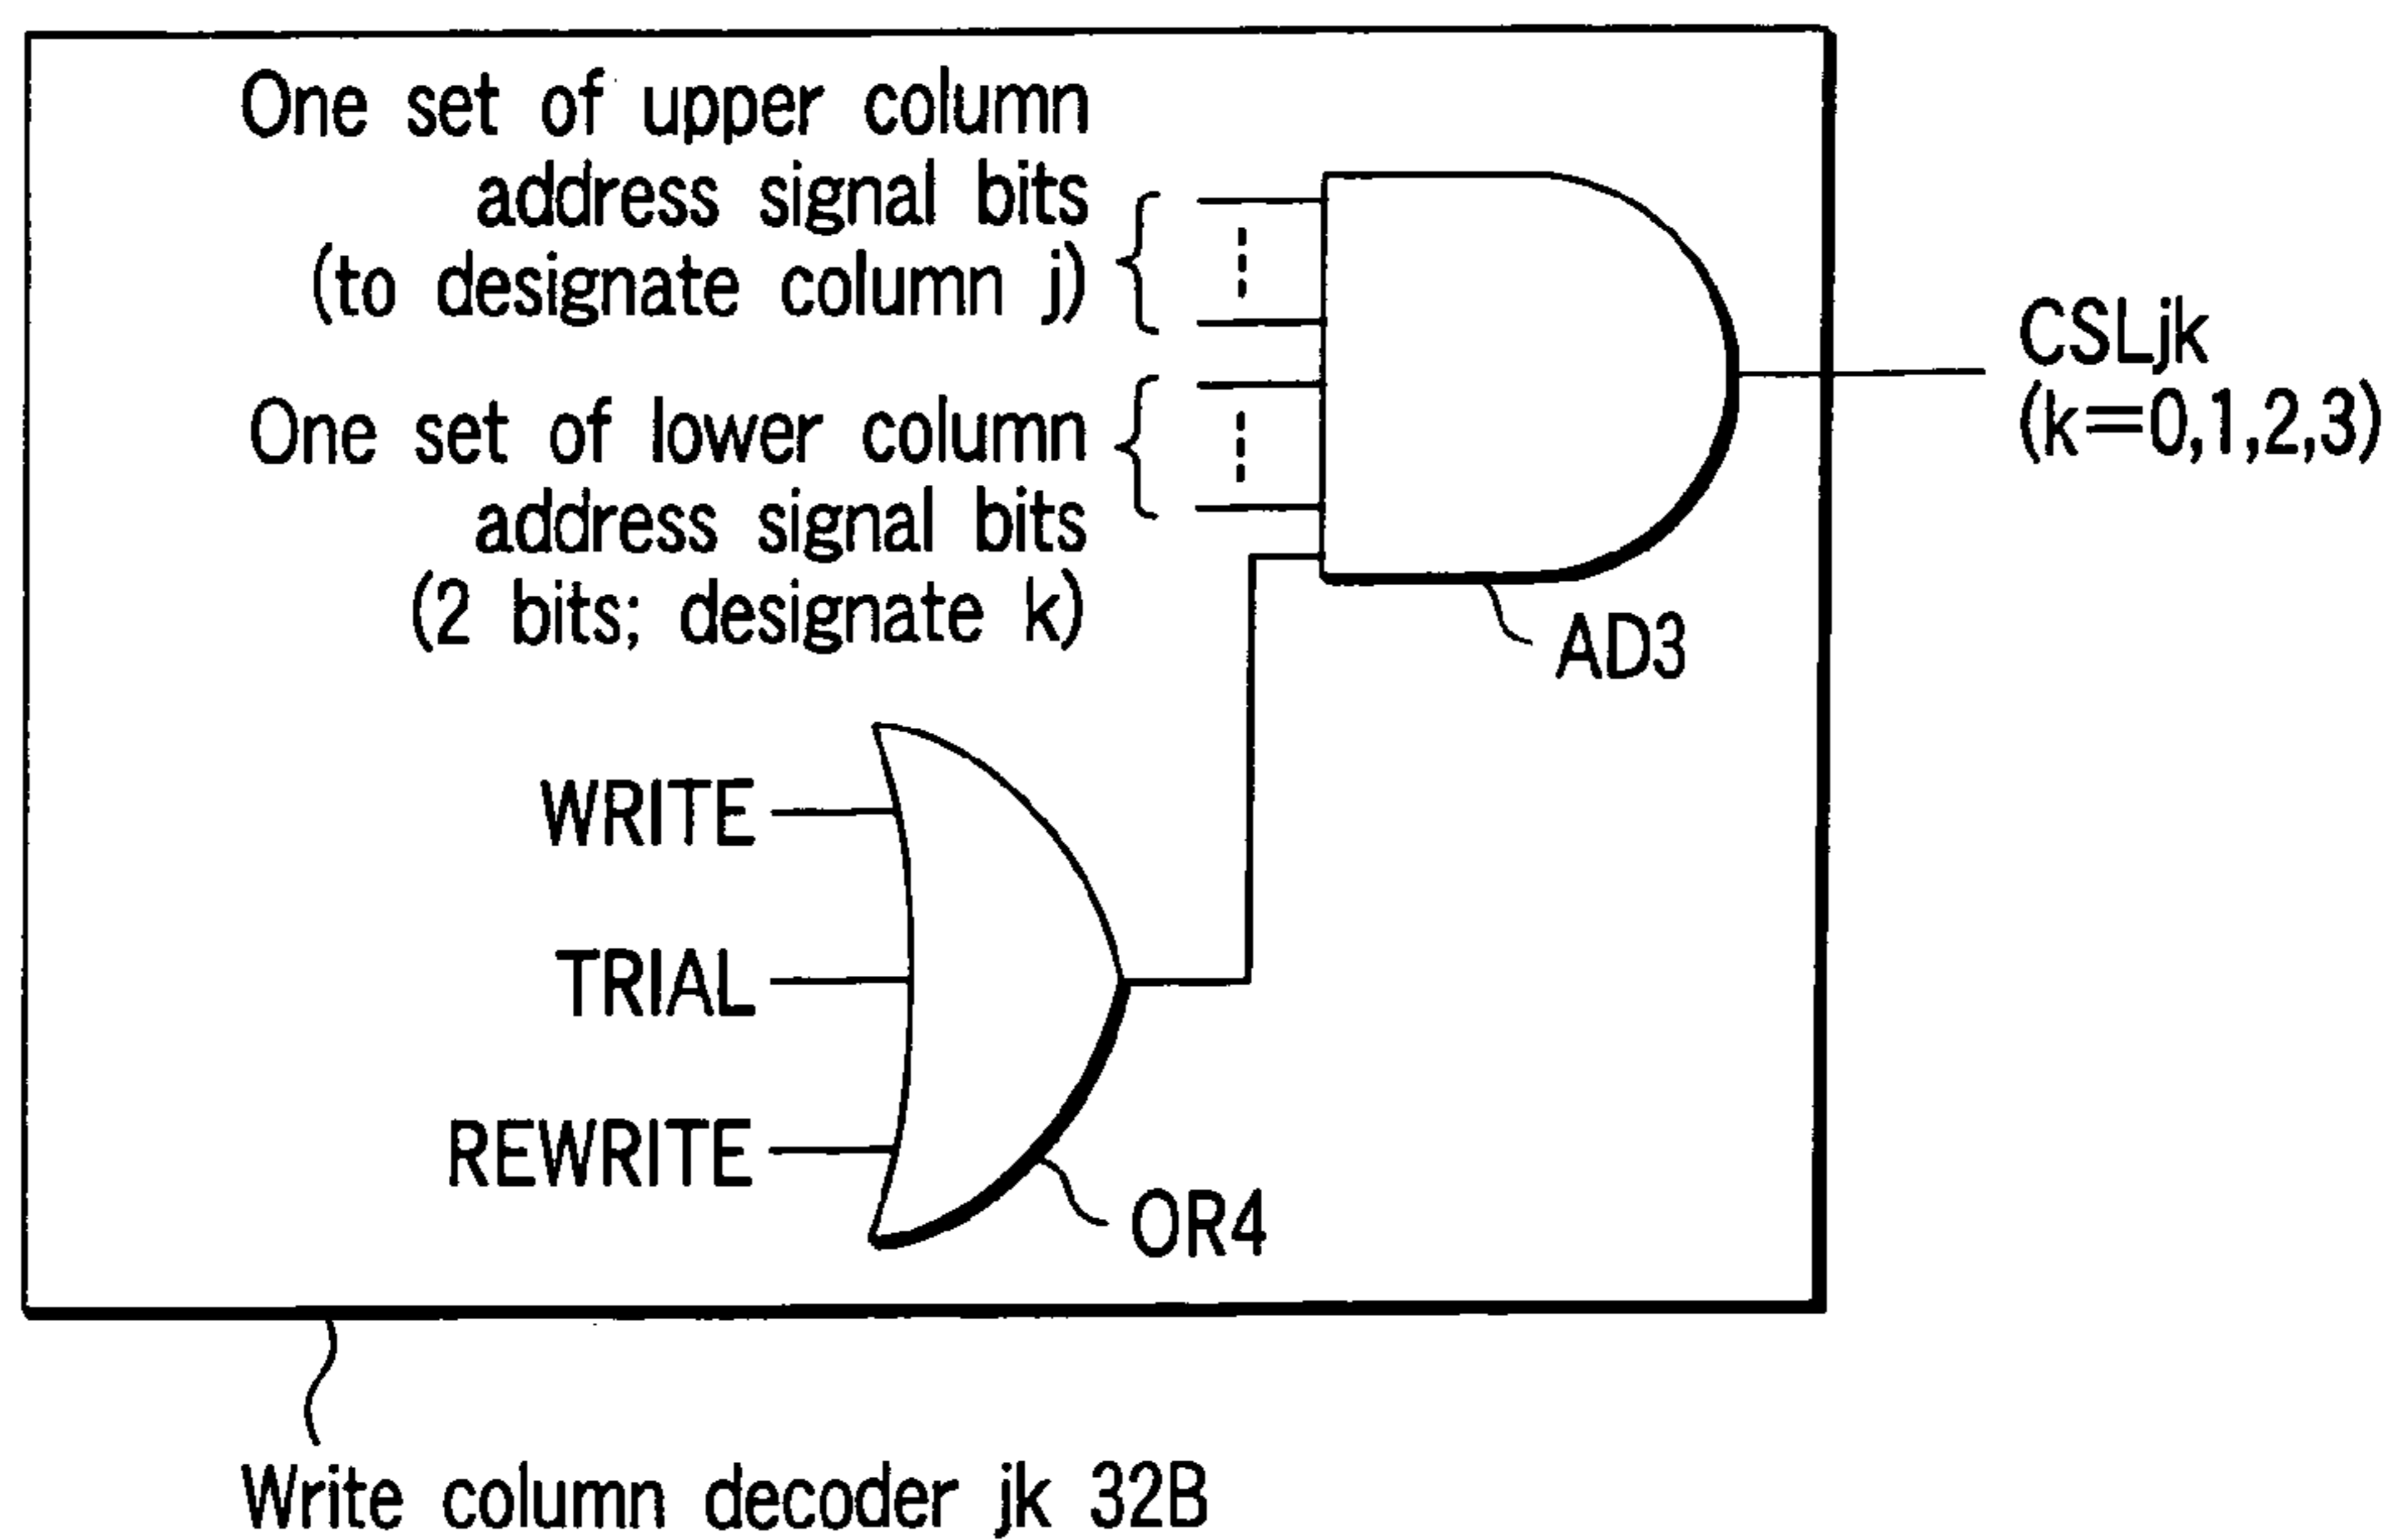 One set of upper column
address signal bits
(to designate column j)
One set of lower column
address signal bits
(2 bits; designate k)
CSLjk
(k=0,1,2,3)
AD3
WRITE
TRIAL
REWRITE
OR4
Write column decoder jk 32B